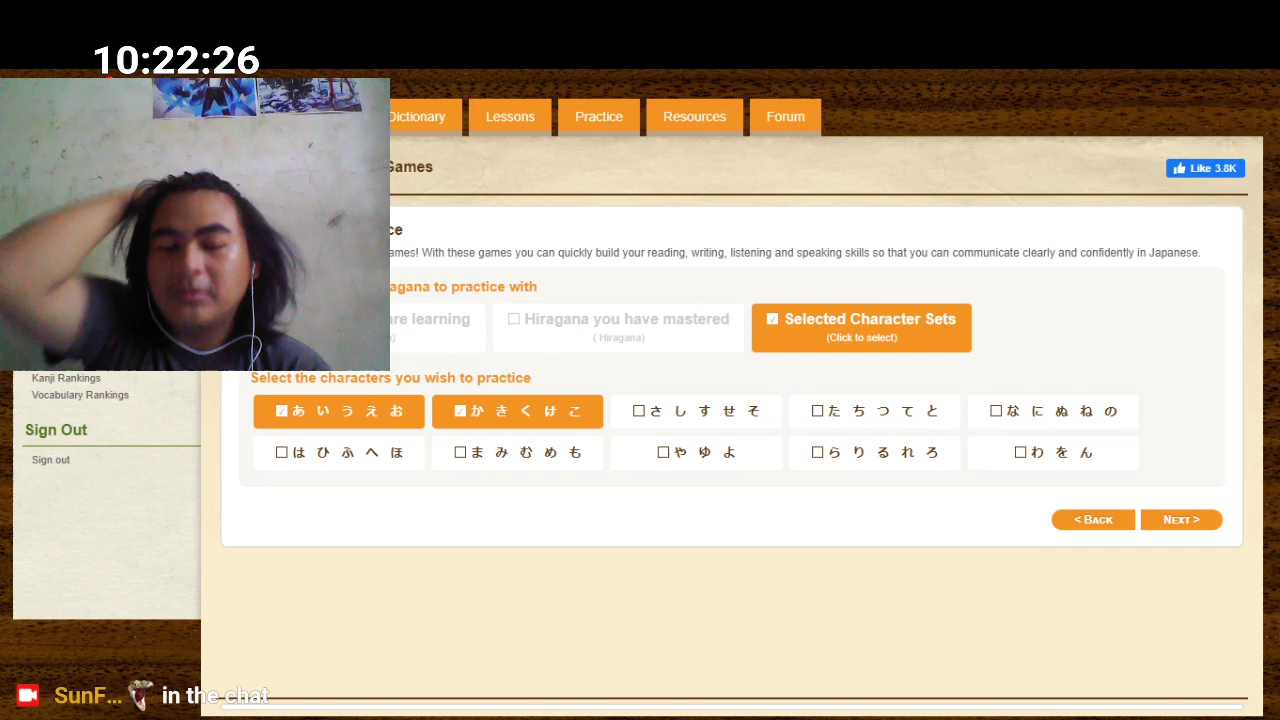 10:22:26
Dictionary Lessons Practice Resources Forum
Games
Like 3.8K
ames! With these games you can quickly build your reading, writing, listening and speaking skills so that you can communicate clearly and confidently in Japanese.
to practice with
learning
Hiragana you have mastered
( Hiragana)
Selected Character Sets
(Click to select)
Kanji Rankings
Vocabulary Rankings
Sign Out
Sign out
Select the characters you wish to practice
あ い う え お か き く け こ さ し す せ そ た ち つ て と な に ぬ ね の
は ひ ふ へ ほ ま み む め も や ゆ よ ら り る れ ろ わ を ん
< BACK NEXT >
SunF... in the chat